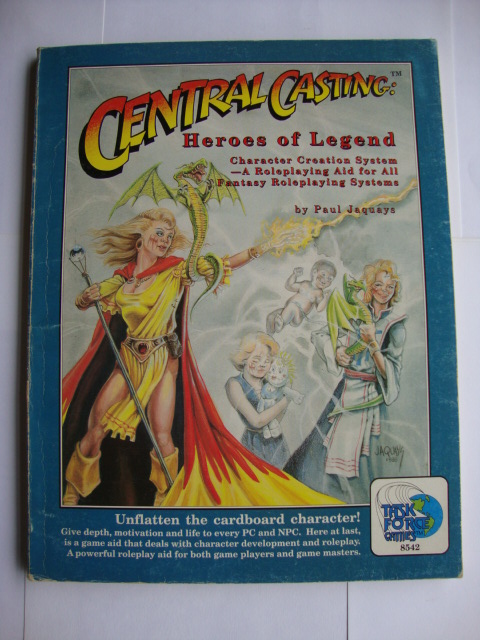 CENTRAL CASTING:™
Heroes of Legend
Character Creation System
—A Roleplaying Aid for All
Fantasy Roleplaying Systems
by Paul Jaquays
JAQUAYS
Unflatten the cardboard character!
Give depth, motivation and life to every PC and NPC. Here at last,
is a game aid that deals with character development and roleplay.
A powerful roleplay aid for both game players and game masters.
TASK
FORCE
GAMES
8542